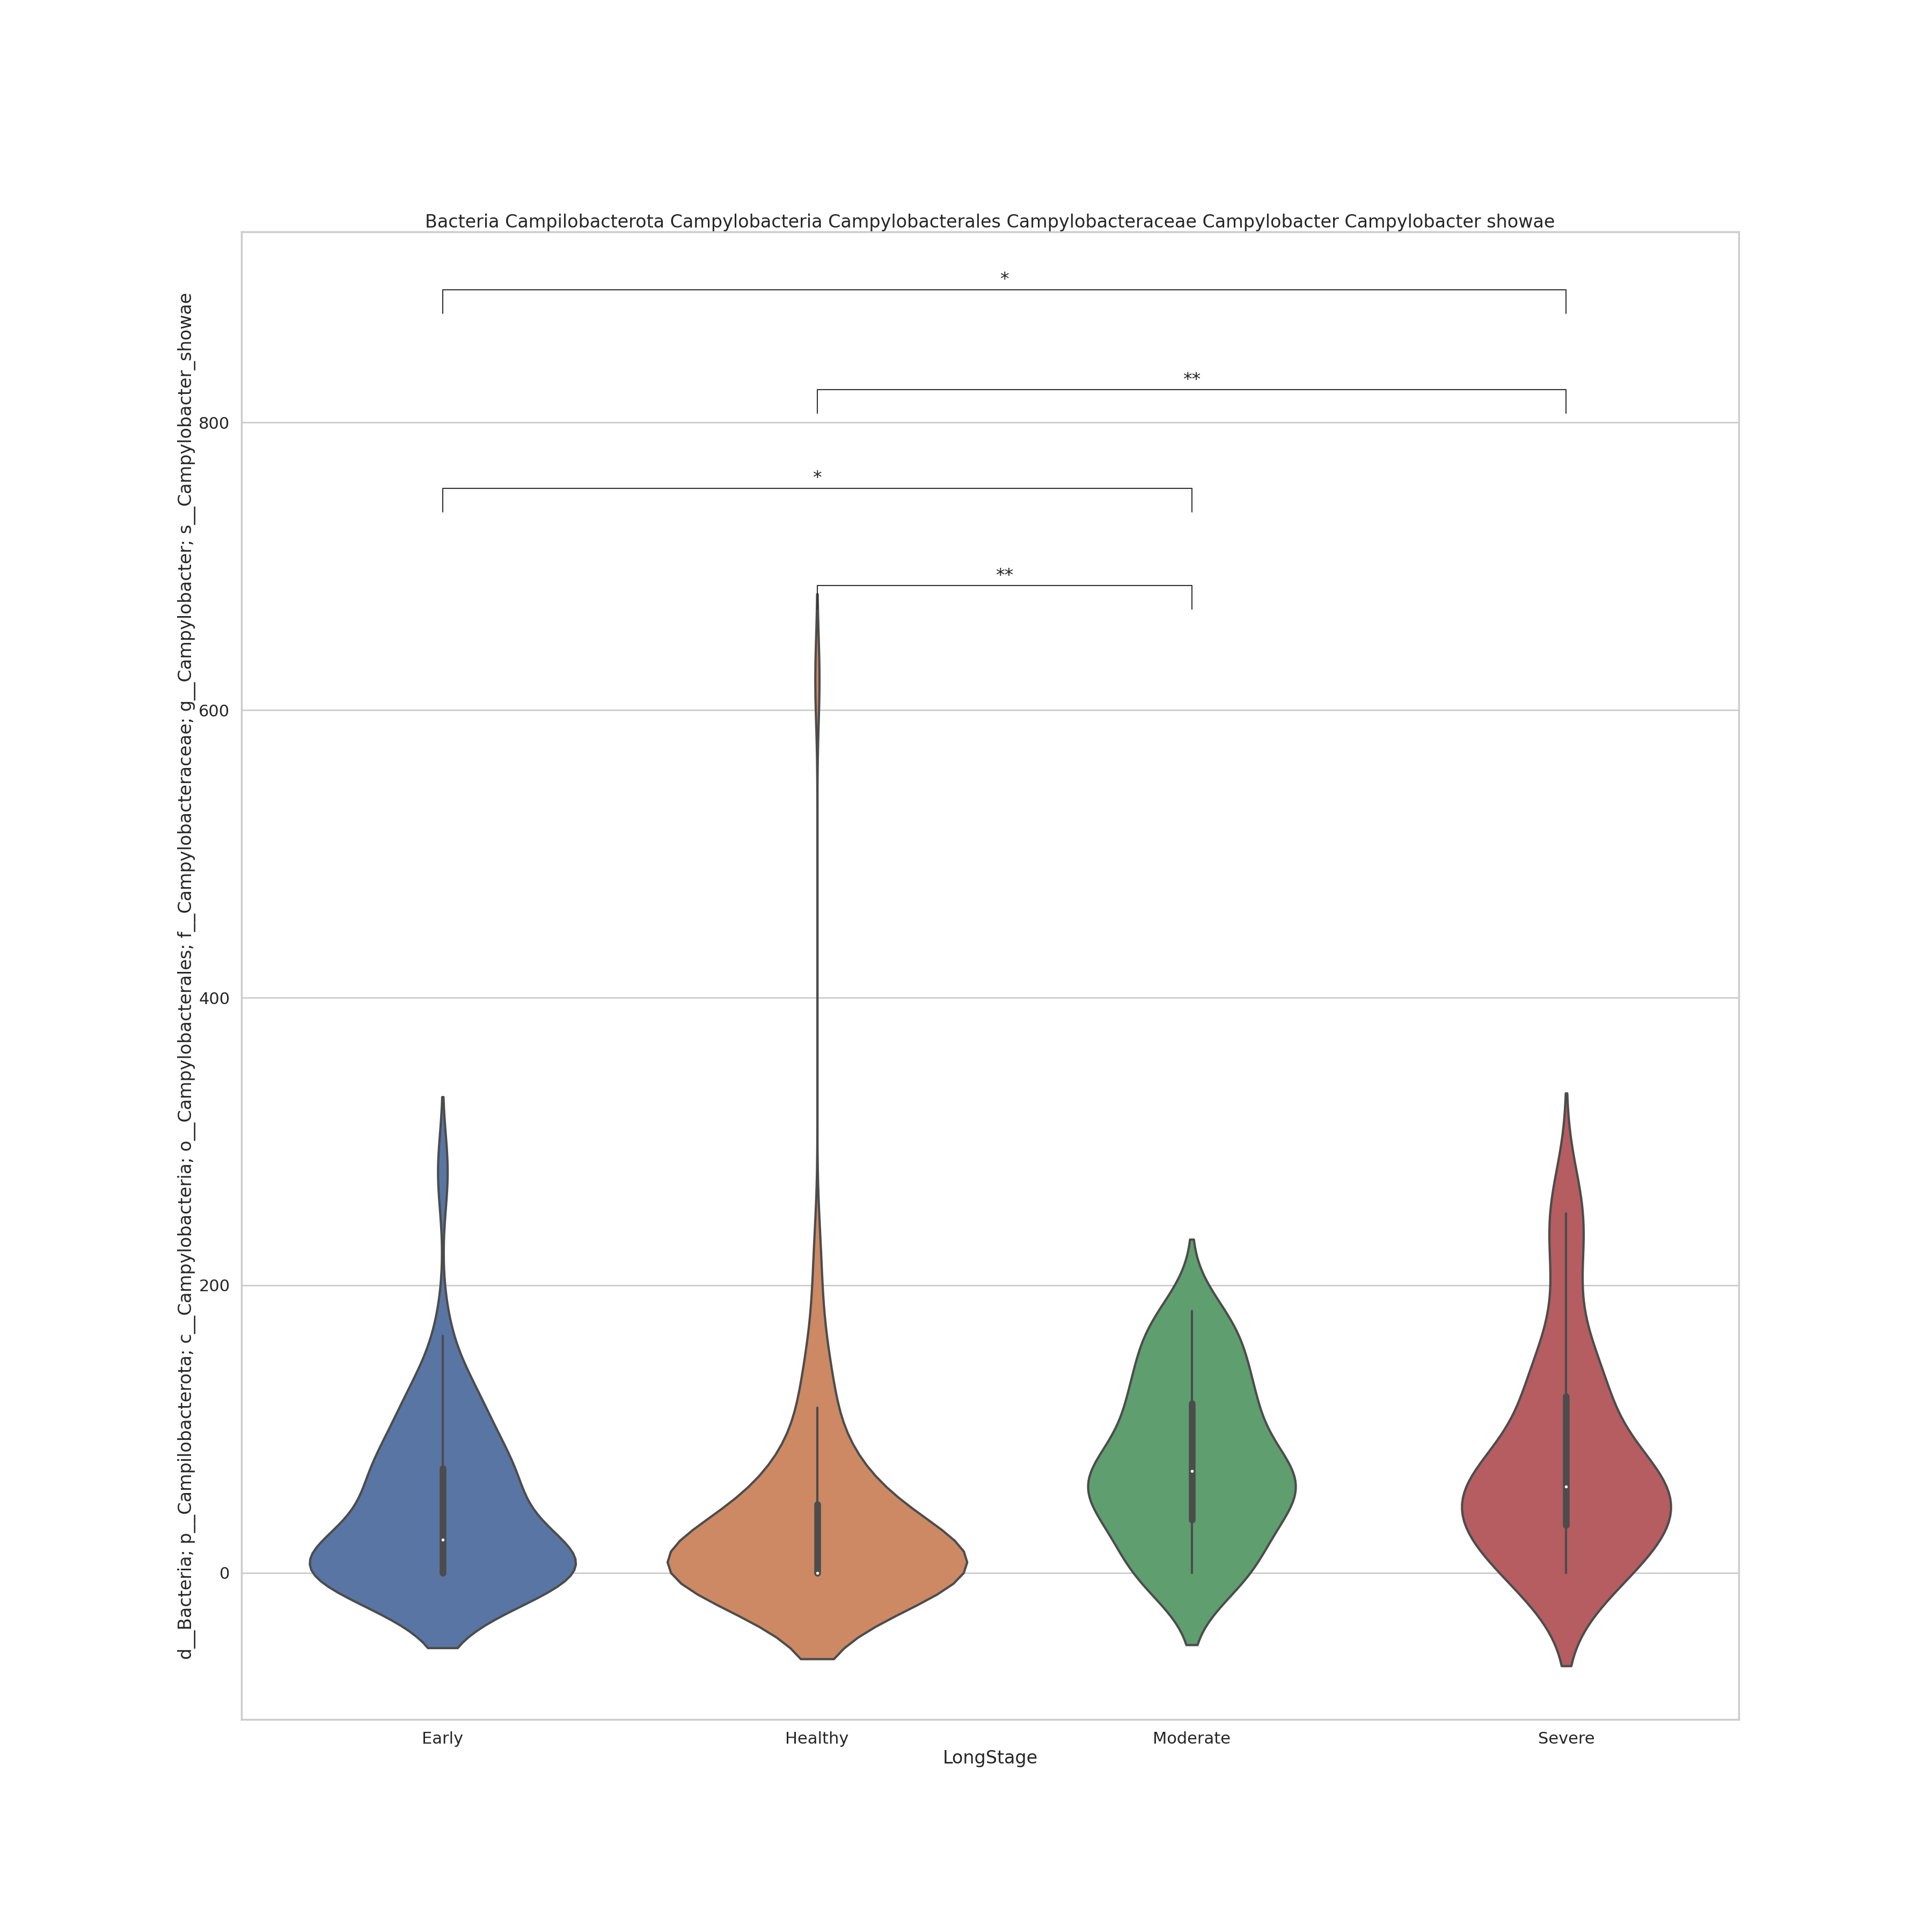 Bacteria Campilobacterota Campylobacteria Campylobacterales Campylobacteraceae Campylobacter Campylobacter showae
d__Bacteria; p__Campilobacterota; c__Campylobacteria; o__Campylobacterales; f__Campylobacteraceae; g__Campylobacter; s__Campylobacter_showae
*
**
800
*
**
600
400
200
0
Early Healthy Moderate Severe
LongStage